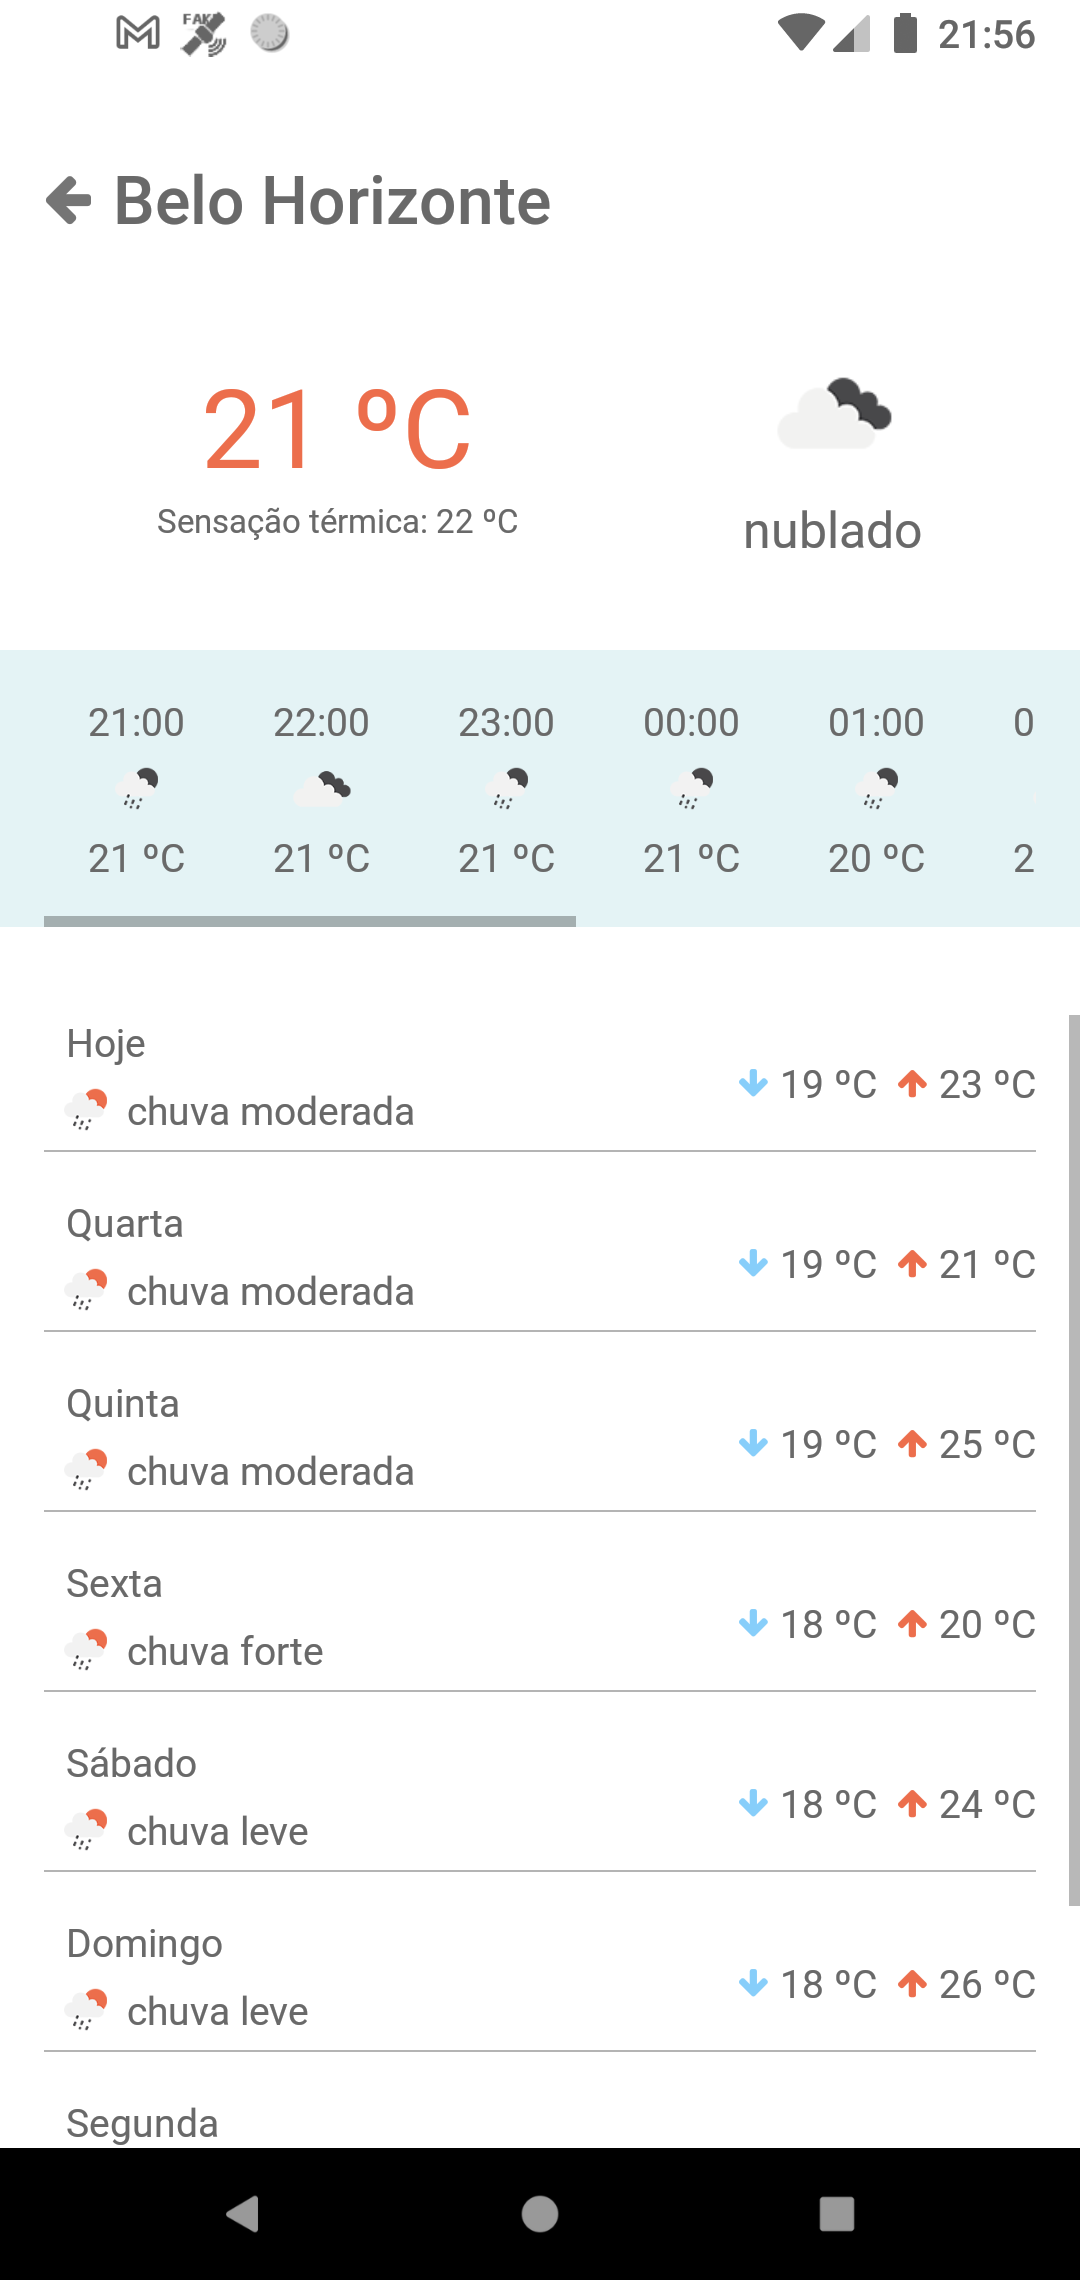 FAKE
21:56
Belo Horizonte
21 ºC
Sensação térmica: 22 ºC
nublado
21:00 22:00 23:00 00:00 01:00 0
21 ºC 21 ºC 21 ºC 21 ºC 20 ºC 2
Hoje
chuva moderada
19 ºC 23 ºC
Quarta
chuva moderada
19 ºC 21 ºC
Quinta
chuva moderada
19 ºC 25 ºC
Sexta
chuva forte
18 ºC 20 ºC
Sábado
chuva leve
18 ºC 24 ºC
Domingo
chuva leve
18 ºC 26 ºC
Segunda